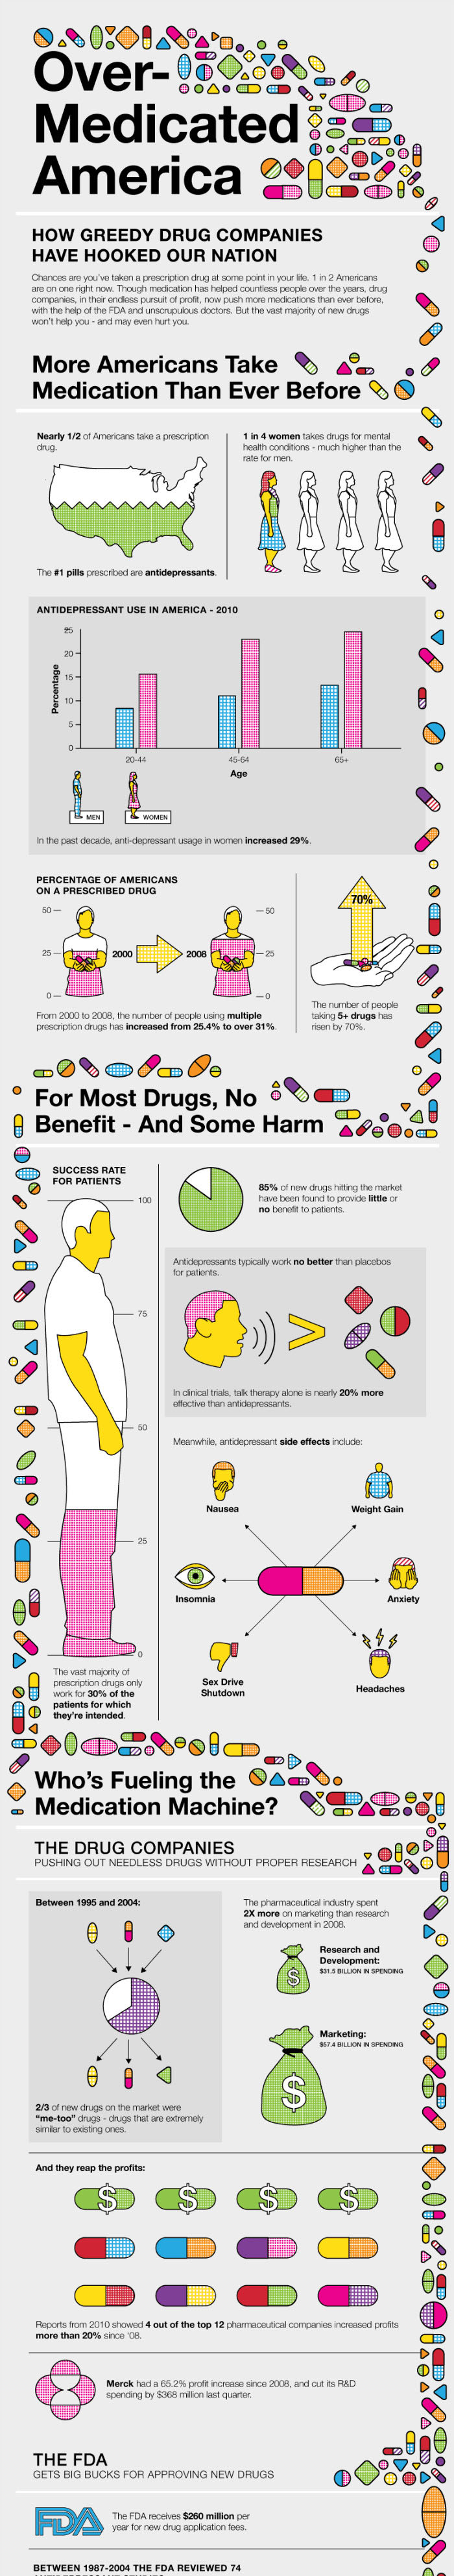 Over-
Medicated
America
HOW GREEDY DRUG COMPANIES
HAVE HOOKED OUR NATION
Chances are you've taken a prescription drug at some point in your life. 1 in 2 Americans
are on one right now. Though medication has helped countless people over the years, drug
companies, in their endless pursuit of profit, now push more medications than ever before,
with the help of the FDA and unscrupulous doctors. But the vast majority of new drugs
won't help you - and may even hurt you.
More Americans Take
Medication Than Ever Before
Nearly 1/2 of Americans take a prescription
drug.
The #1 pills prescribed are antidepressants.
1 in 4 women takes drugs for mental
health conditions - much higher than the
rate for men.
ANTIDEPRESSANT USE IN AMERICA - 2010
Percentage
25
20
15
10
5
0
20-44
45-64
65+
Age
MEN
WOMEN
In the past decade, anti-depressant usage in women increased 29%.
PERCENTAGE OF AMERICANS
ON A PRESCRIBED DRUG
50
25
0
2000
2008
50
25
0
From 2000 to 2008, the number of people using multiple
prescription drugs has increased from 25.4% to over 31%.
70%
The number of people
taking 5+ drugs has
risen by 70%.
For Most Drugs, No
Benefit - And Some Harm
SUCCESS RATE
FOR PATIENTS
100
75
50
25
0
The vast majority of
prescription drugs only
work for 30% of the
patients for which
they're intended.
85% of new drugs hitting the market
have been found to provide little or
no benefit to patients.
Antidepressants typically work no better than placebos
for patients.
>
In clinical trials, talk therapy alone is nearly 20% more
effective than antidepressants.
Meanwhile, antidepressant side effects include:
Nausea
Weight Gain
Insomnia
Anxiety
Sex Drive
Shutdown
Headaches
Who's Fueling the
Medication Machine?
THE DRUG COMPANIES
PUSHING OUT NEEDLESS DRUGS WITHOUT PROPER RESEARCH
Between 1995 and 2004:
2/3 of new drugs on the market were
"me-too" drugs - drugs that are extremely
similar to existing ones.
The pharmaceutical industry spent
2X more on marketing than research
and development in 2008.
$
Research and
Development:
$31.5 BILLION IN SPENDING
$
Marketing:
$57.4 BILLION IN SPENDING
And they reap the profits:
$ $ $ $
Reports from 2010 showed 4 out of the top 12 pharmaceutical companies increased profits
more than 20% since '08.
Merck had a 65.2% profit increase since 2008, and cut its R&D
spending by $368 million last quarter.
THE FDA
GETS BIG BUCKS FOR APPROVING NEW DRUGS
FDA
The FDA receives $260 million per
year for new drug application fees.
BETWEEN 1987-2004 THE FDA REVIEWED 74